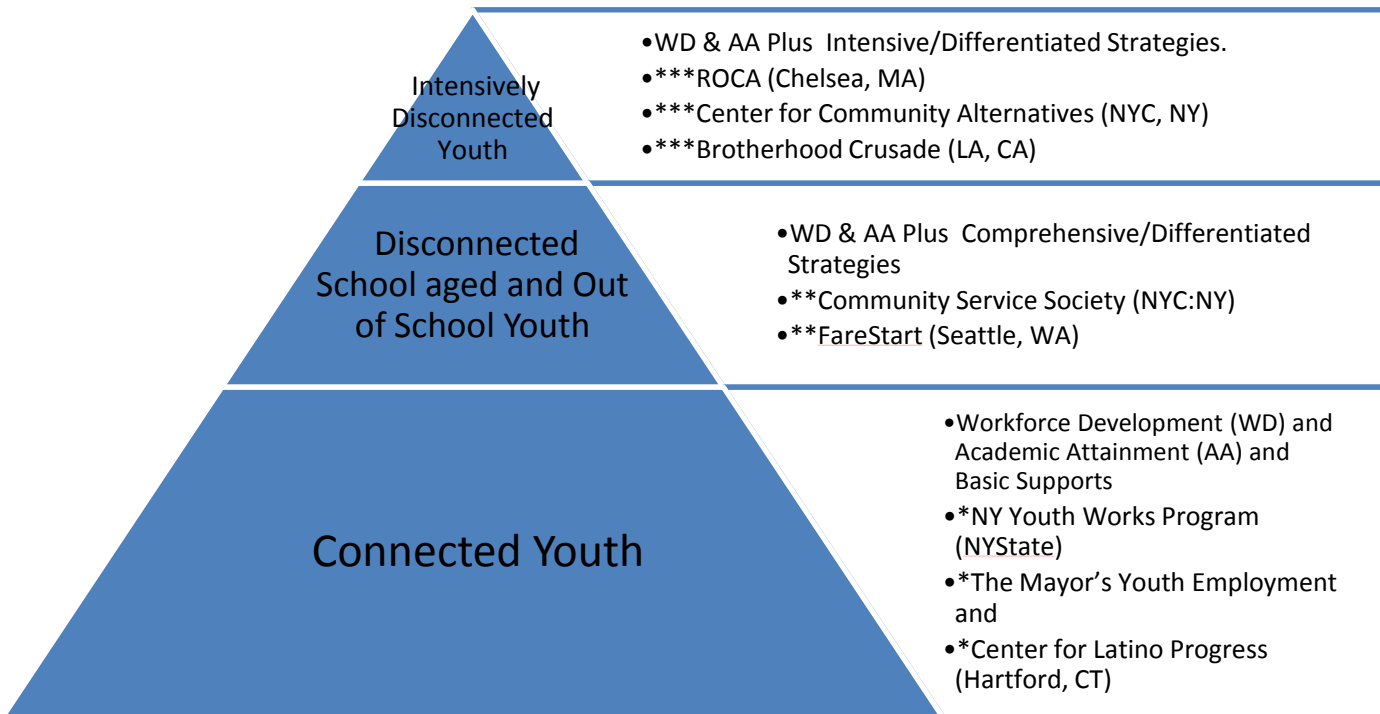 Intensively
Disconnected
Youth
•WD & AA Plus  Intensive/Differentiated Strategies.
•***ROCA (Chelsea, MA)
•***Center for Community Alternatives (NYC, NY)
•***Brotherhood Crusade (LA, CA)
Disconnected
School aged and Out
of School Youth
•WD & AA Plus  Comprehensive/Differentiated
Strategies
•**Community Service Society (NYC:NY)
•**FareStart (Seattle, WA)
Connected Youth
•Workforce Development (WD) and
Academic Attainment (AA) and
Basic Supports
•*NY Youth Works Program
(NYState)
•*The Mayor’s Youth Employment
and
•*Center for Latino Progress
(Hartford, CT)